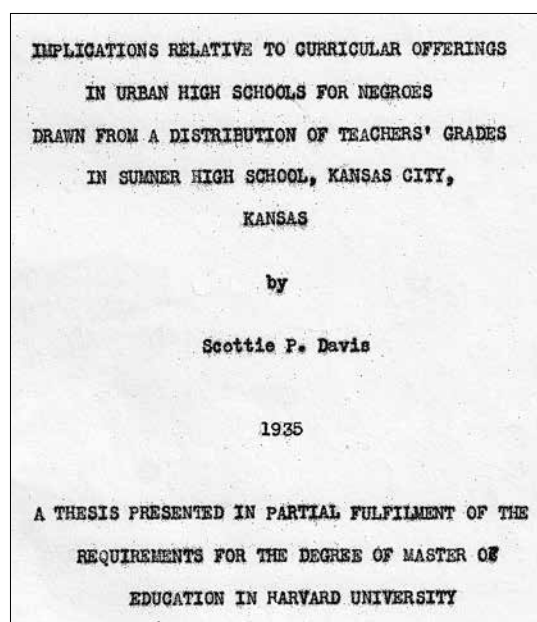 IMPLICATIONS RELATIVE TO CURRICULAR OFFERINGS
IN URBAN HIGH SCHOOLS FOR NEGROES
DRAWN FROM A DISTRIBUTION OF TEACHERS' GRADES
IN SUMNER HIGH SCHOOL, KANSAS CITY,
KANSAS
by
Scottie P. Davis
1935
A THESIS PRESENTED IN PARTIAL FULFILMENT OF THE
REQUIREMENTS FOR THE DEGREE OF MASTER OF
EDUCATION IN HARVARD UNIVERSITY